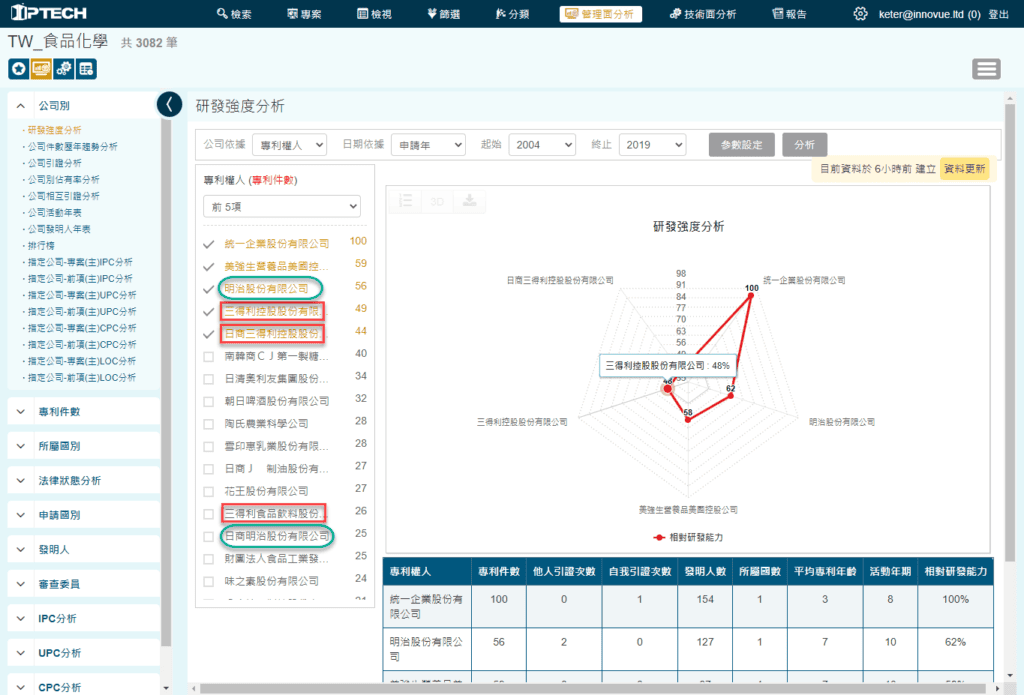 IPTECH
檢索
專案
檢視
篩選
分類
管理面分析
技術面分析
報告
keter@innovue.ltd (0) 登出
TW_食品化學 共 3082 筆
公司別
· 研發強度分析
· 公司件數歷年趨勢分析
· 公司引證分析
· 公司別佔有率分析
· 公司相互引證分析
· 公司活動年表
· 公司發明人年表
· 排行榜
· 指定公司-專案(主)IPC分析
· 指定公司-前項(主)IPC分析
· 指定公司-專案(主)UPC分析
· 指定公司-前項(主)UPC分析
· 指定公司-專案(主)CPC分析
· 指定公司-前項(主)CPC分析
· 指定公司-專案(主)LOC分析
· 指定公司-前項(主)LOC分析
專利件數
所屬國別
法律狀態分析
申請國別
發明人
審查委員
IPC分析
UPC分析
CPC分析
研發強度分析
公司依據 專利權人 日期依據 申請年 起始 2004 終止 2019 參數設定 分析
目前資料於 6小時前 建立 資料更新
專利權人 (專利件數)
前 5項
統一企業股份有限公司 100
美強生營養品美國控... 59
明治股份有限公司 56
三得利控股股份有限... 49
日商三得利控股股份... 44
南韓商ＣＪ第一製糖... 40
日清奧利友集團股份... 34
朝日啤酒股份有限公司 32
陶氏農業科學公司 28
雪印惠乳業股份有限... 28
日商Ｊ 制油股份有... 27
花王股份有限公司 27
三得利食品飲料股份... 26
日商明治股份有限公司 25
財團法人食品工業發... 25
味之素股份有限公司 24
3D
研發強度分析
日商三得利控股股份有限公司
98
91
84
77
70
63
56
統一企業股份有限公司
100
三得利控股股份有限公司 : 48%
48
62
58
三得利控股股份有限公司
明治股份有限公司
美強生營養品美國控股公司
相對研發能力
專利權人 專利件數 他人引證次數 自我引證次數 發明人數 所屬國數 平均專利年齡 活動年期 相對研發能力
統一企業股份有 100 0 1 154 1 3 8 100%
限公司
明治股份有限公 56 2 0 127 1 7 10 62%
司